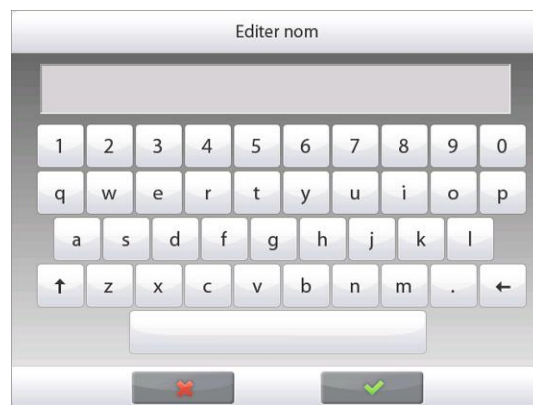 Editer nom
1 2 3 4 5 6 7 8 9 0
q w e r t y u i o p
a s d f g h j k l
↑ z x c v b n m . ←